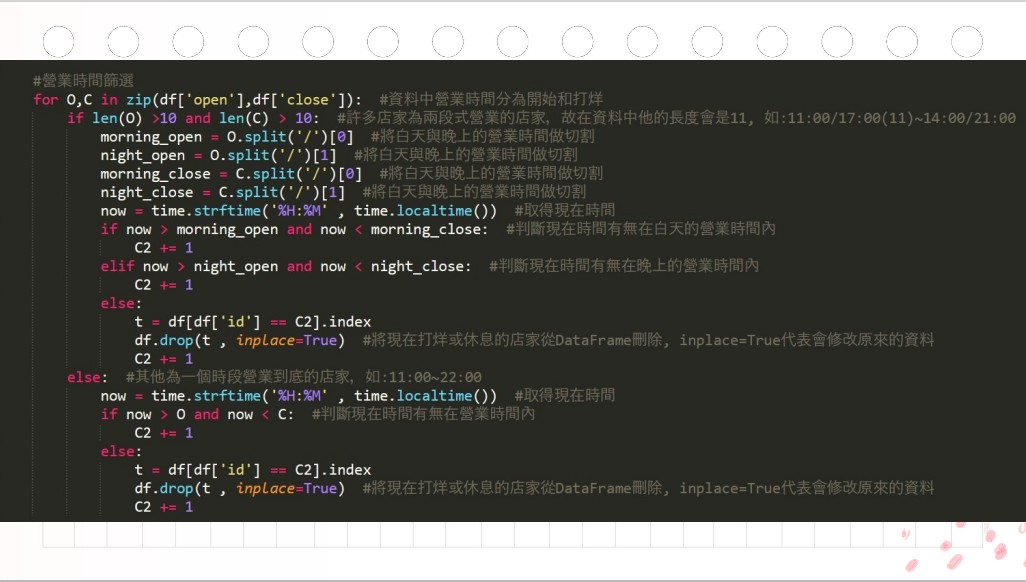 #營業時間篩選
for O,C in zip(df['open'],df['close']):  #資料中營業時間分為開始和打烊
if len(O) >10 and len(C) > 10:  #許多店家為兩段式營業的店家, 故在資料中他的長度會是11, 如:11:00/17:00(11)~14:00/21:00
morning_open = O.split('/')[0]  #將白天與晚上的營業時間做切割
night_open = O.split('/')[1]  #將白天與晚上的營業時間做切割
morning_close = C.split('/')[0]  #將白天與晚上的營業時間做切割
night_close = C.split('/')[1]  #將白天與晚上的營業時間做切割
now = time.strftime('%H:%M' , time.localtime())  #取得現在時間
if now > morning_open and now < morning_close:  #判斷現在時間有無在白天的營業時間內
C2 += 1
elif now > night_open and now < night_close:  #判斷現在時間有無在晚上的營業時間內
C2 += 1
else:
t = df[df['id'] == C2].index
df.drop(t , inplace=True)  #將現在打烊或休息的店家從DataFrame刪除, inplace=True代表會修改原來的資料
C2 += 1
else:  #其他為一個時段營業到底的店家, 如:11:00~22:00
now = time.strftime('%H:%M' , time.localtime())  #取得現在時間
if now > O and now < C:  #判斷現在時間有無在營業時間內
C2 += 1
else:
t = df[df['id'] == C2].index
df.drop(t , inplace=True)  #將現在打烊或休息的店家從DataFrame刪除, inplace=True代表會修改原來的資料
C2 += 1